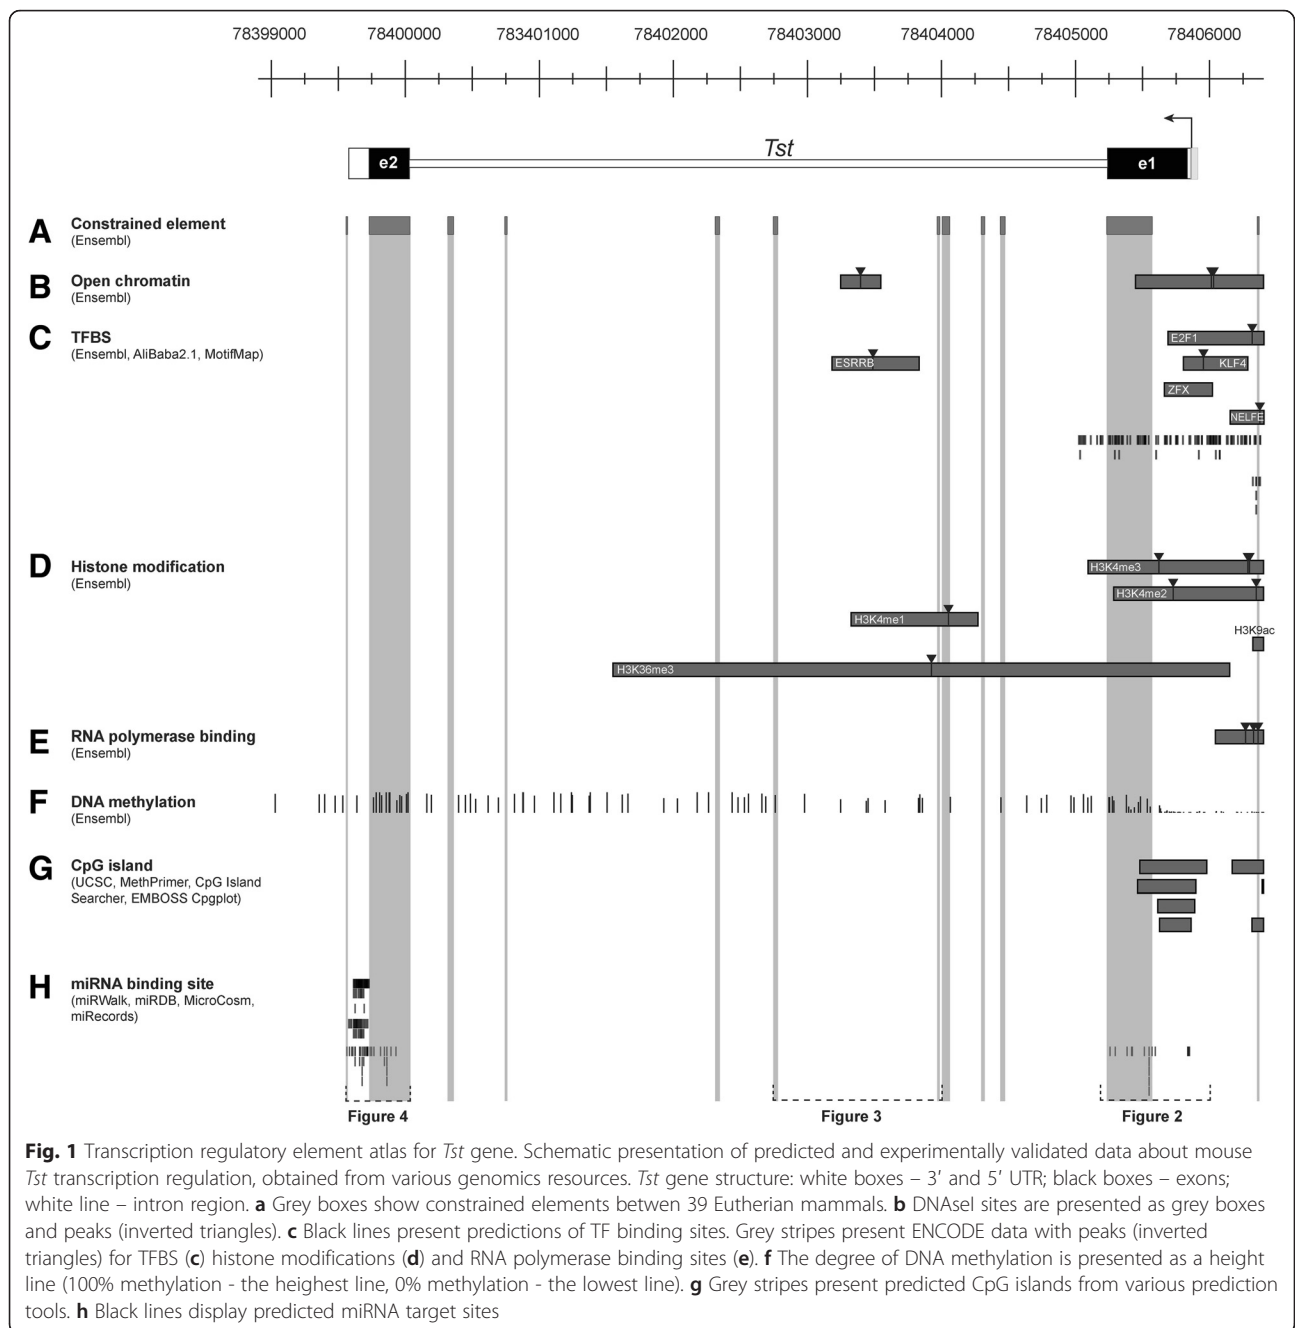 78399000 78400000 783401000 78402000 78403000 78404000 78405000 78406000
Tst
e2 e1
A Constrained element
(Ensembl)
B Open chromatin
(Ensembl)
C TFBS
(Ensembl, AliBaba2.1, MotifMap)
E2F1
ESRRB KLF4
ZFX
NELFE
D Histone modification
(Ensembl)
H3K4me3
H3K4me2
H3K4me1
H3K9ac
H3K36me3
E RNA polymerase binding
(Ensembl)
F DNA methylation
(Ensembl)
G CpG island
(UCSC, MethPrimer, CpG Island
Searcher, EMBOSS Cpgplot)
H miRNA binding site
(miRWalk, miRDB, MicroCosm,
miRecords)
Figure 4 Figure 3 Figure 2
Fig. 1 Transcription regulatory element atlas for Tst gene. Schematic presentation of predicted and experimentally validated data about mouse
Tst transcription regulation, obtained from various genomics resources. Tst gene structure: white boxes – 3′ and 5′ UTR; black boxes – exons;
white line – intron region. a Grey boxes show constrained elements betwen 39 Eutherian mammals. b DNAseI sites are presented as grey boxes
and peaks (inverted triangles). c Black lines present predictions of TF binding sites. Grey stripes present ENCODE data with peaks (inverted
triangles) for TFBS (c) histone modifications (d) and RNA polymerase binding sites (e). f The degree of DNA methylation is presented as a height
line (100% methylation - the heighest line, 0% methylation - the lowest line). g Grey stripes present predicted CpG islands from various prediction
tools. h Black lines display predicted miRNA target sites